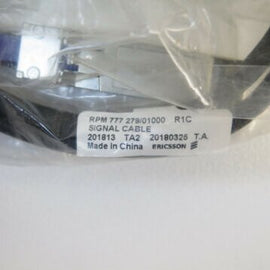 RPM 777 279/01000 R1C
SIGNAL CABLE
201813 TA2 20180325 T.A.
Made in China ERICSSON